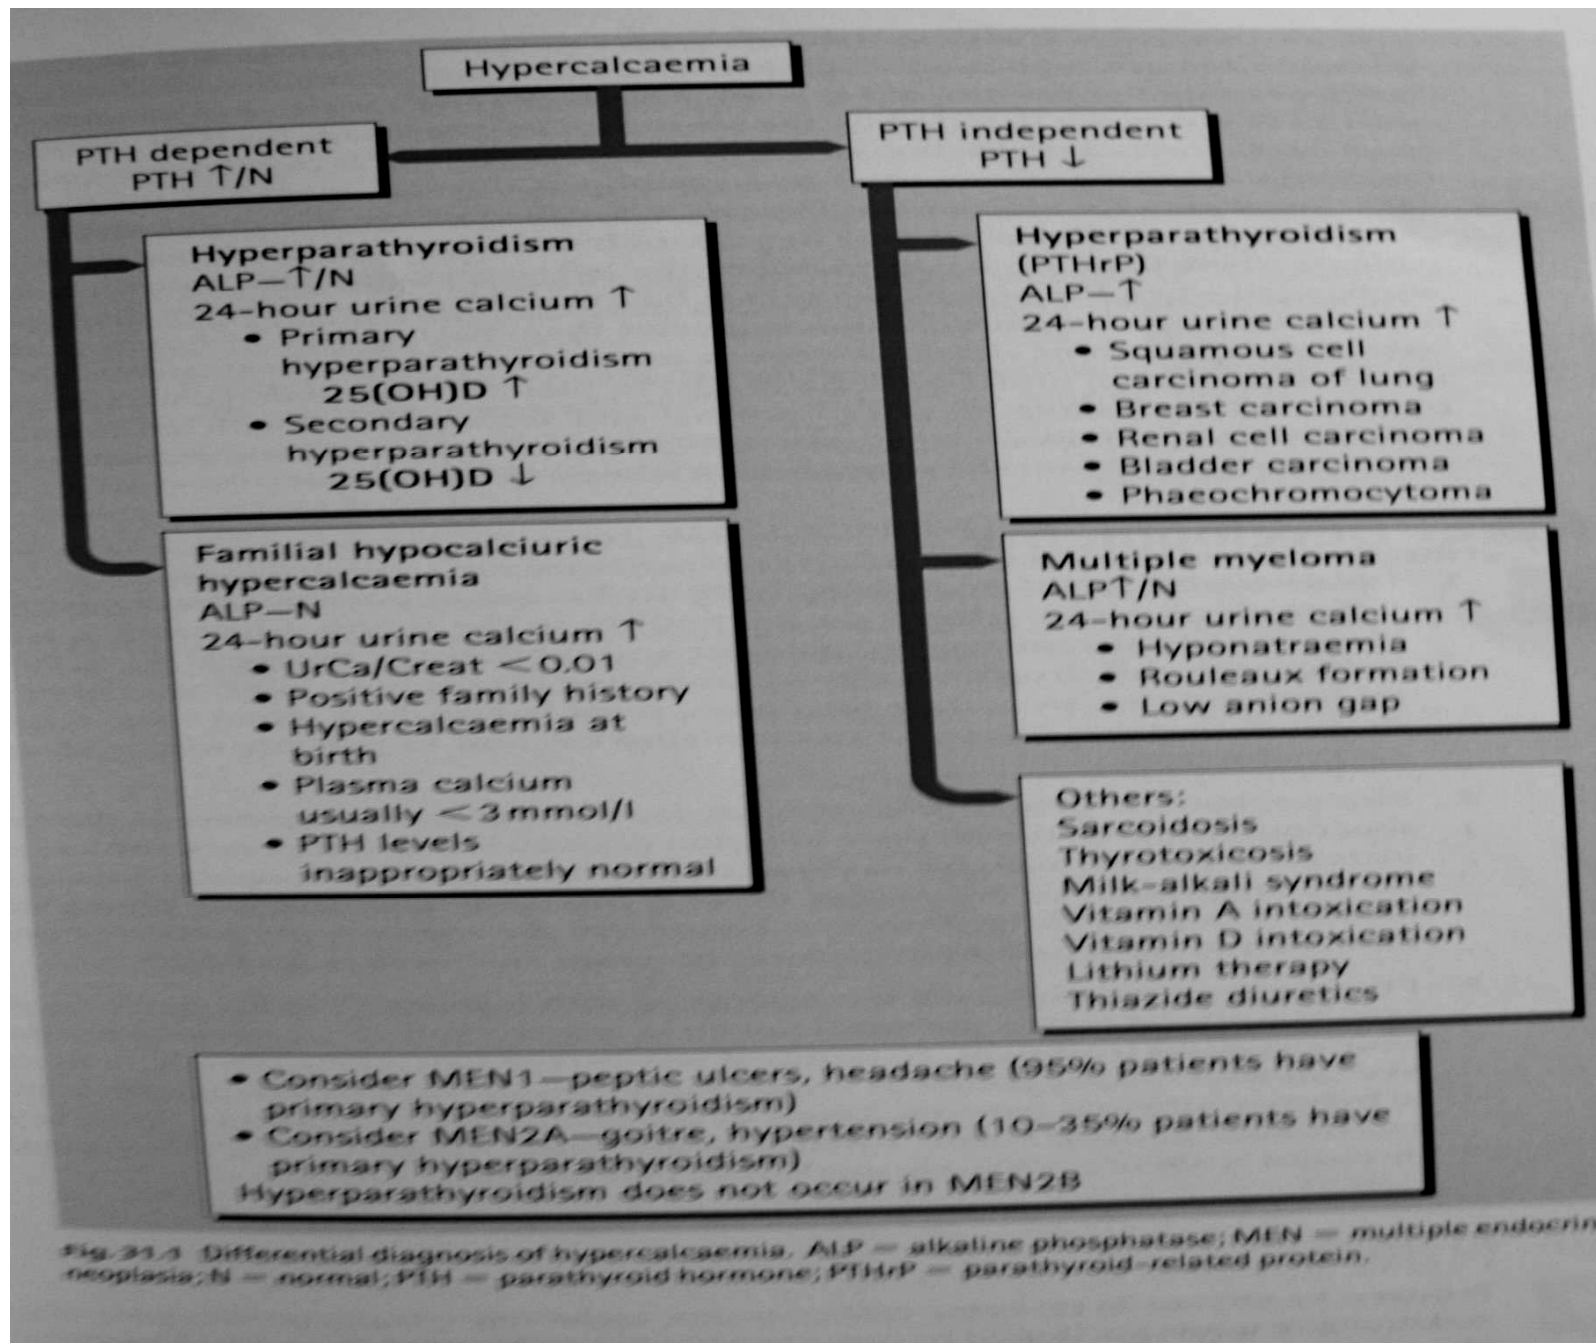 Hypercalcaemia
PTH dependent
PTH ↑/N
Hyperparathyroidism
ALP—↑/N
24-hour urine calcium ↑
• Primary
hyperparathyroidism
25(OH)D ↑
• Secondary
hyperparathyroidism
25(OH)D ↓
Familial hypocalciuric
hypercalcaemia
ALP—N
24-hour urine calcium ↑
• UrCa/Creat <0.01
• Positive family history
• Hypercalcaemia at
birth
• Plasma calcium
usually <3 mmol/l
• PTH levels
inappropriately normal
PTH independent
PTH ↓
Hyperparathyroidism
(PTHrP)
ALP—↑
24-hour urine calcium ↑
• Squamous cell
carcinoma of lung
• Breast carcinoma
• Renal cell carcinoma
• Bladder carcinoma
• Phaeochromocytoma
Multiple myeloma
ALP↑/N
24-hour urine calcium ↑
• Hyponatraemia
• Rouleaux formation
• Low anion gap
Others:
Sarcoidosis
Thyrotoxicosis
Milk-alkali syndrome
Vitamin A intoxication
Vitamin D intoxication
Lithium therapy
Thiazide diuretics
• Consider MEN1—peptic ulcers, headache (95% patients have
primary hyperparathyroidism)
• Consider MEN2A—goitre, hypertension (10–35% patients have
primary hyperparathyroidism)
Hyperparathyroidism does not occur in MEN2B
Fig 31.1 Differential diagnosis of hypercalcaemia. ALP = alkaline phosphatase; MEN = multiple endocrin
neoplasia; N = normal; PTH = parathyroid hormone; PTHrP = parathyroid-related protein.